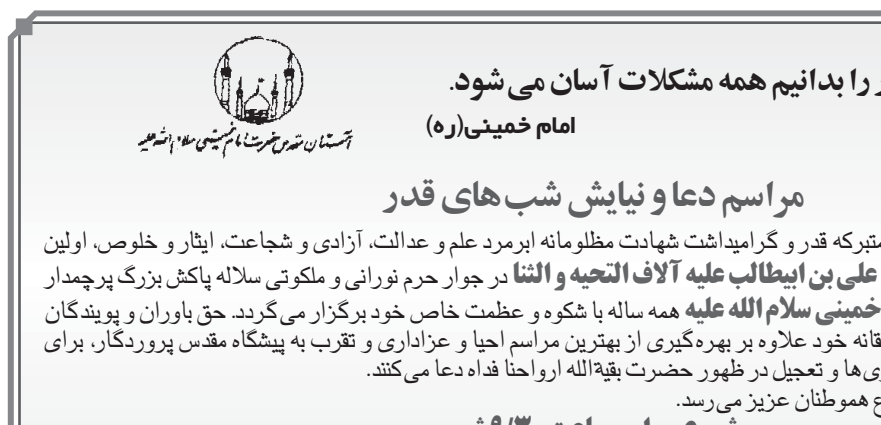 را بدانیم همه مشکلات آسان می شود.
امام خمینی(ره)
آستان مقدس حضرت امام خمینی سلام الله علیه
مراسم دعا و نیایش شب های قدر
متبرکه قدر و گرامیداشت شهادت مظلومانه ابرمرد علم و عدالت، آزادی و شجاعت، ایثار و خلوص، اولین
علی بن ابیطالب علیه آلاف التحیه و الثنا در جوار حرم نورانی و ملکوتی سلاله پاکش بزرگ پرچمدار
خمینی سلام الله علیه همه ساله با شکوه و عظمت خاص خود برگزار می گردد. حق باوران و پویندگان
خود علاوه بر بهره گیری از بهترین مراسم احیا و عزاداری و تقرب به پیشگاه مقدس پروردگار، برای
و تعجیل در ظهور حضرت بقیةالله ارواحنا فداه دعا می کنند.
هموطنان عزیز می رسد.